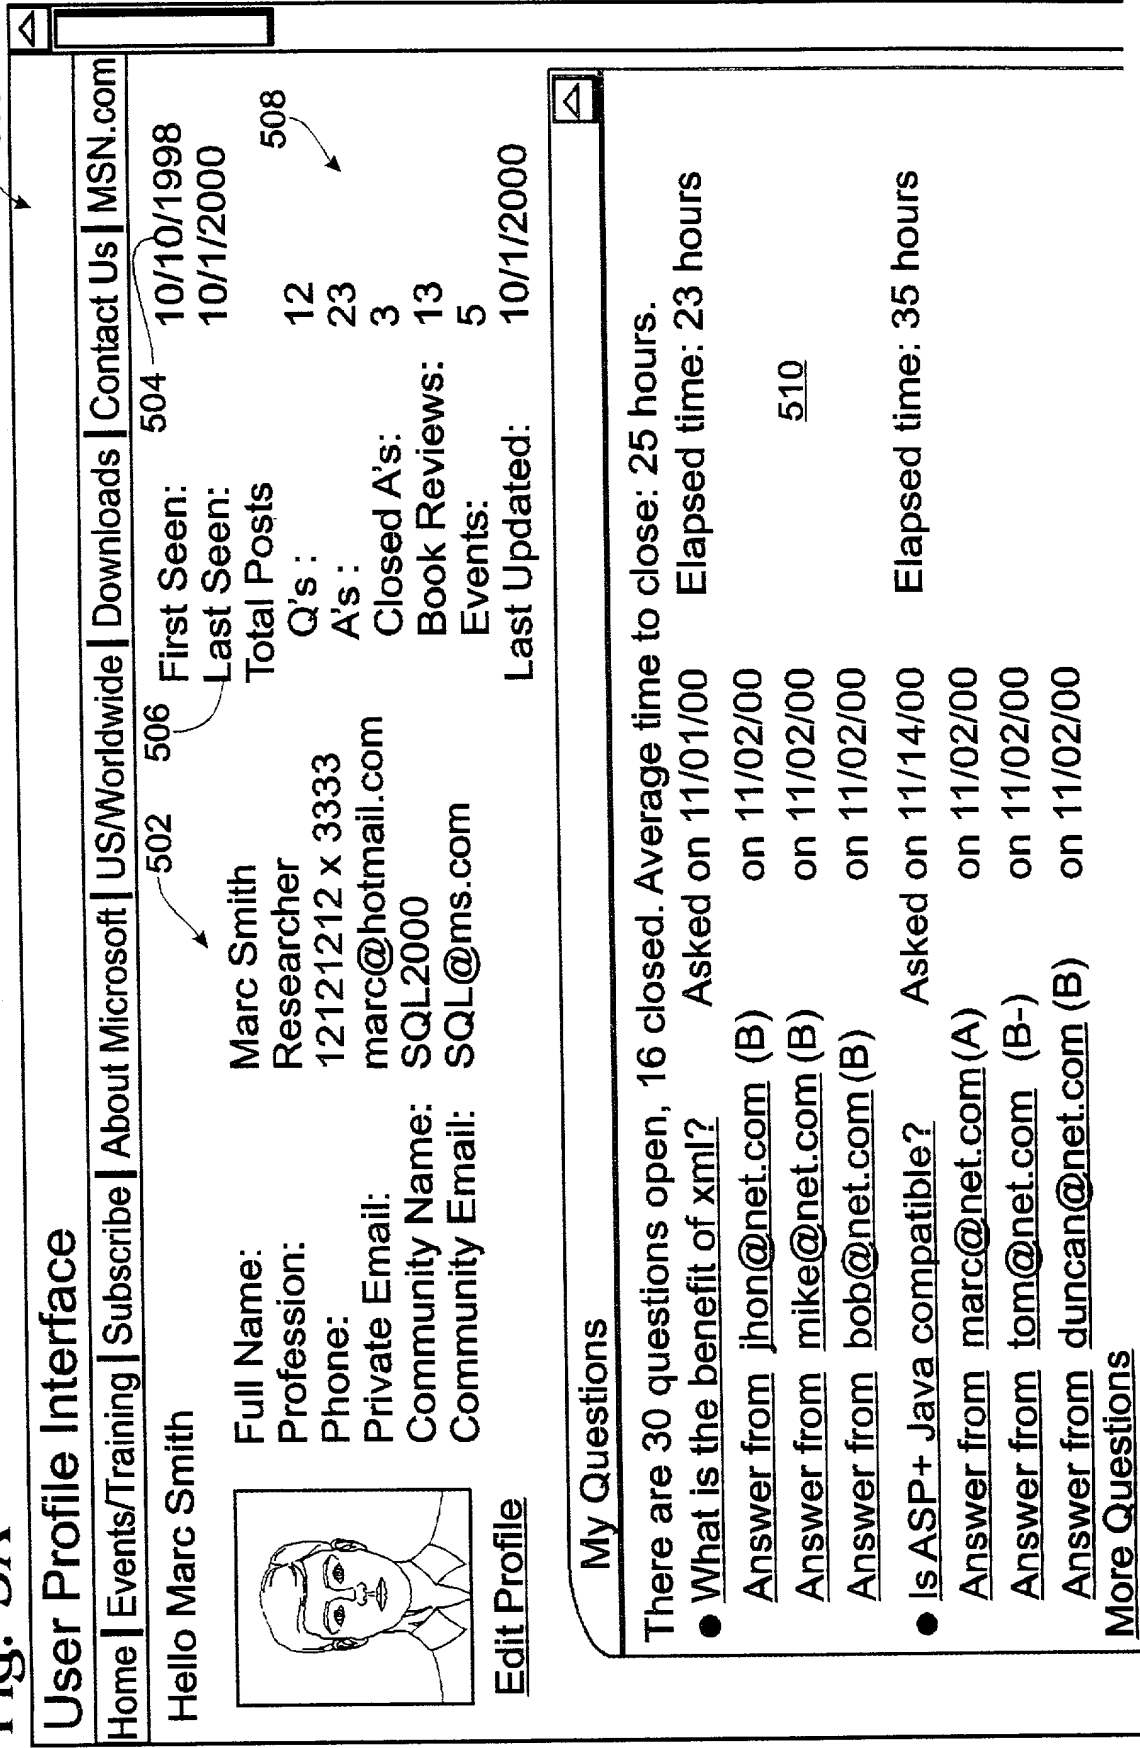 Fig. 5A
User Profile Interface
Home | Events/Training | Subscribe | About Microsoft | US/Worldwide | Downloads | Contact Us | MSN.com
Hello Marc Smith
502
506
504
508
Full Name: Marc Smith
Profession: Researcher
Phone: 12121212 x 3333
Private Email: marc@hotmail.com
Community Name: SQL2000
Community Email: SQL@ms.com
Edit Profile
First Seen: 10/10/1998
Last Seen: 10/1/2000
Total Posts
Q's : 12
A's : 23
Closed A's: 3
Book Reviews: 13
Events: 5
Last Updated: 10/1/2000
My Questions
There are 30 questions open, 16 closed. Average time to close: 25 hours.
● What is the benefit of xml? Asked on 11/01/00 Elapsed time: 23 hours
Answer from jhon@net.com (B) on 11/02/00
Answer from mike@net.com (B) on 11/02/00
510
Answer from bob@net.com (B) on 11/02/00
● Is ASP+ Java compatible? Asked on 11/14/00 Elapsed time: 35 hours
Answer from marc@net.com (A) on 11/02/00
Answer from tom@net.com (B-) on 11/02/00
Answer from duncan@net.com (B) on 11/02/00
More Questions